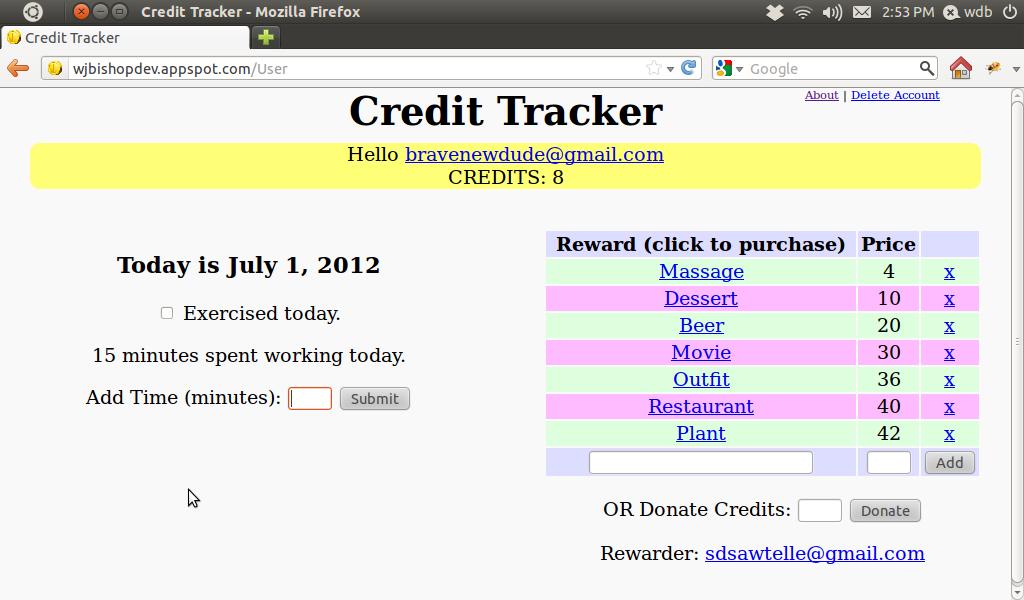 Credit Tracker - Mozilla Firefox
2:53 PM wdb
Credit Tracker
wjbishopdev.appspot.com/User
Google
About | Delete Account
Credit Tracker
Hello bravenewdude@gmail.com
CREDITS: 8
Today is July 1, 2012
Exercised today.
15 minutes spent working today.
Add Time (minutes): Submit
Reward (click to purchase) Price
Massage 4 x
Dessert 10 x
Beer 20 x
Movie 30 x
Outfit 36 x
Restaurant 40 x
Plant 42 x
Add
OR Donate Credits: Donate
Rewarder: sdsawtelle@gmail.com